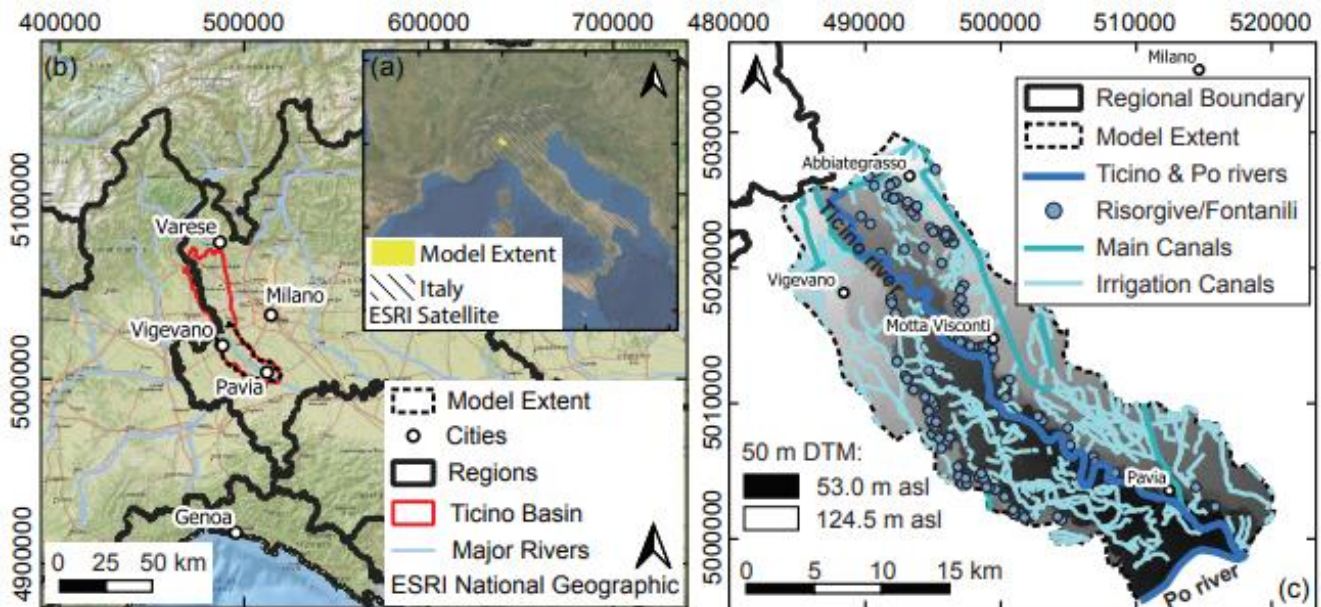 400000 500000 600000 700000
480000 490000 500000 510000 520000
(b)
(a)
Model Extent
Italy
ESRI Satellite
5100000
5000000
4900000
Varese
Milano
Vigevano
Pavia
Genoa
Model Extent
Cities
Regions
Ticino Basin
Major Rivers
ESRI National Geographic
0 25 50 km
5030000
5020000
5010000
5000000
Milano
Regional Boundary
Model Extent
Ticino & Po rivers
Risorgive/Fontanili
Main Canals
Irrigation Canals
Abbiategrasso
Ticino river
Vigevano
Motta Visconti
Pavia
50 m DTM:
53.0 m asl
124.5 m asl
0 5 10 15 km
Po river
(c)